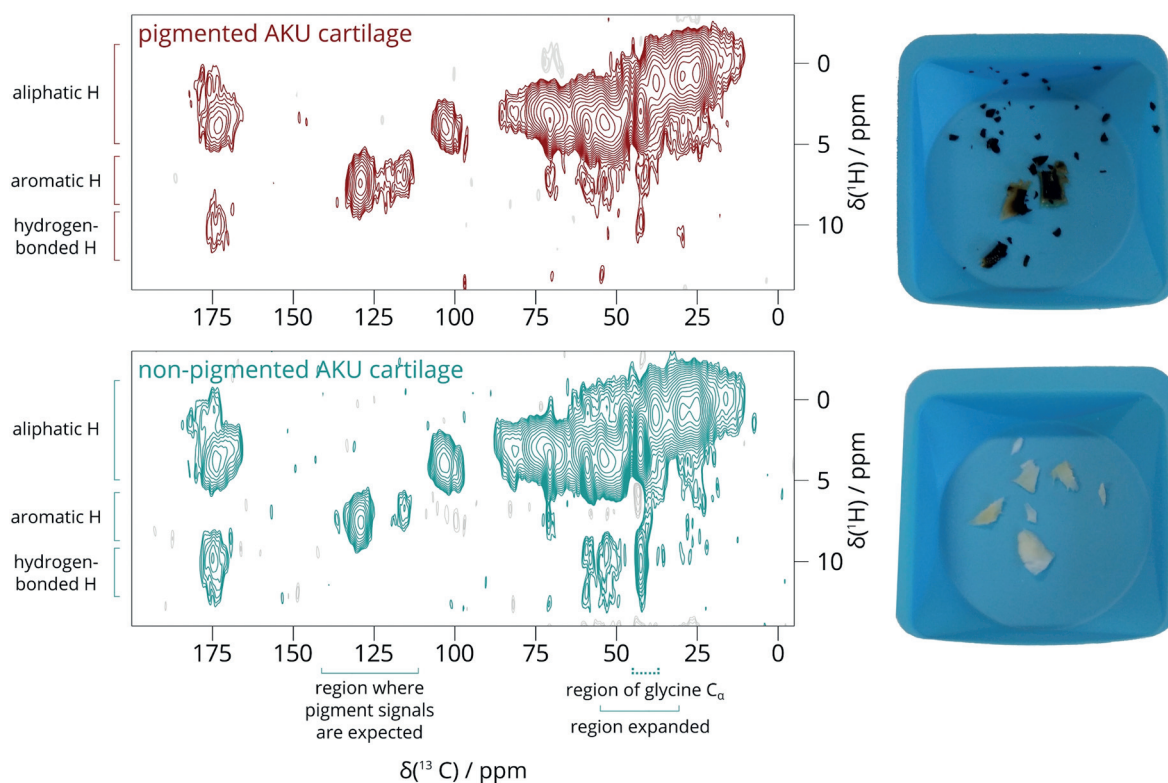 pigmented AKU cartilage
aliphatic H
aromatic H
hydrogen-
bonded H
0
5
10
δ(¹H) / ppm
175 150 125 100 75 50 25 0
non-pigmented AKU cartilage
aliphatic H
aromatic H
hydrogen-
bonded H
0
5
10
δ(¹H) / ppm
175 150 125 100 75 50 25 0
region where
pigment signals
are expected
region of glycine Cα
region expanded
δ(¹³ C) / ppm